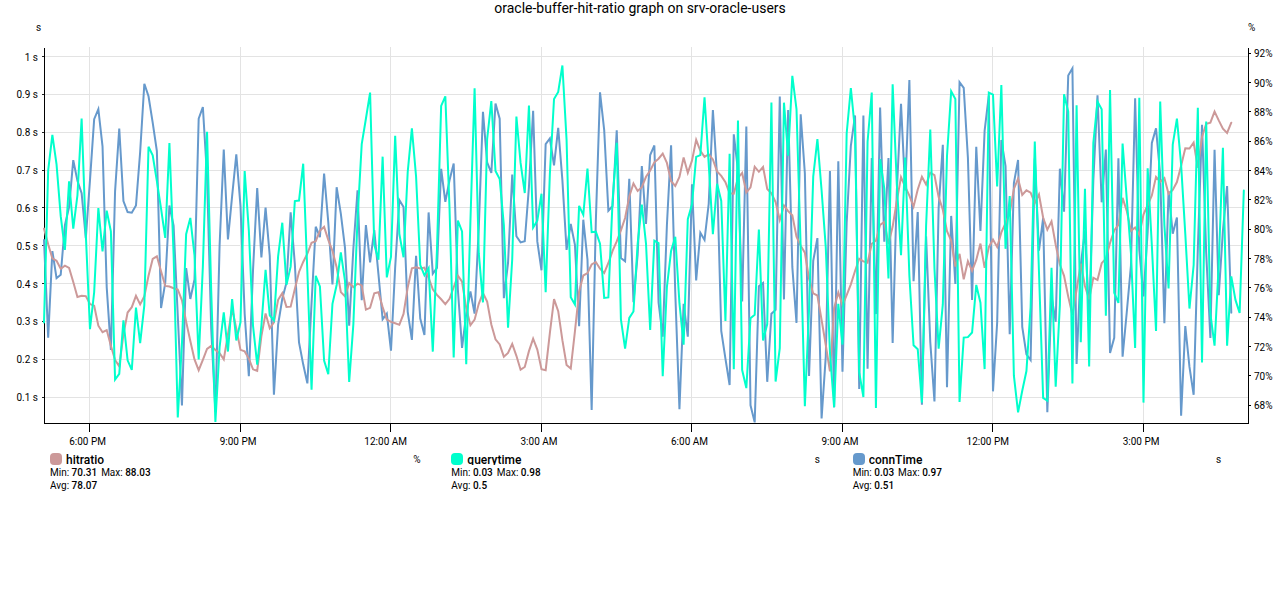 oracle-buffer-hit-ratio graph on srv-oracle-users
s %
1 s 92%
0.9 s 90%
0.8 s 88%
0.7 s 86%
0.6 s 84%
0.5 s 82%
0.4 s 80%
0.3 s 78%
0.2 s 76%
0.1 s 74%
72%
70%
68%
6:00 PM 9:00 PM 12:00 AM 3:00 AM 6:00 AM 9:00 AM 12:00 PM 3:00 PM
hitratio % querytime s connTime s
Min: 70.31 Max: 88.03 Min: 0.03 Max: 0.98 Min: 0.03 Max: 0.97
Avg: 78.07 Avg: 0.5 Avg: 0.51